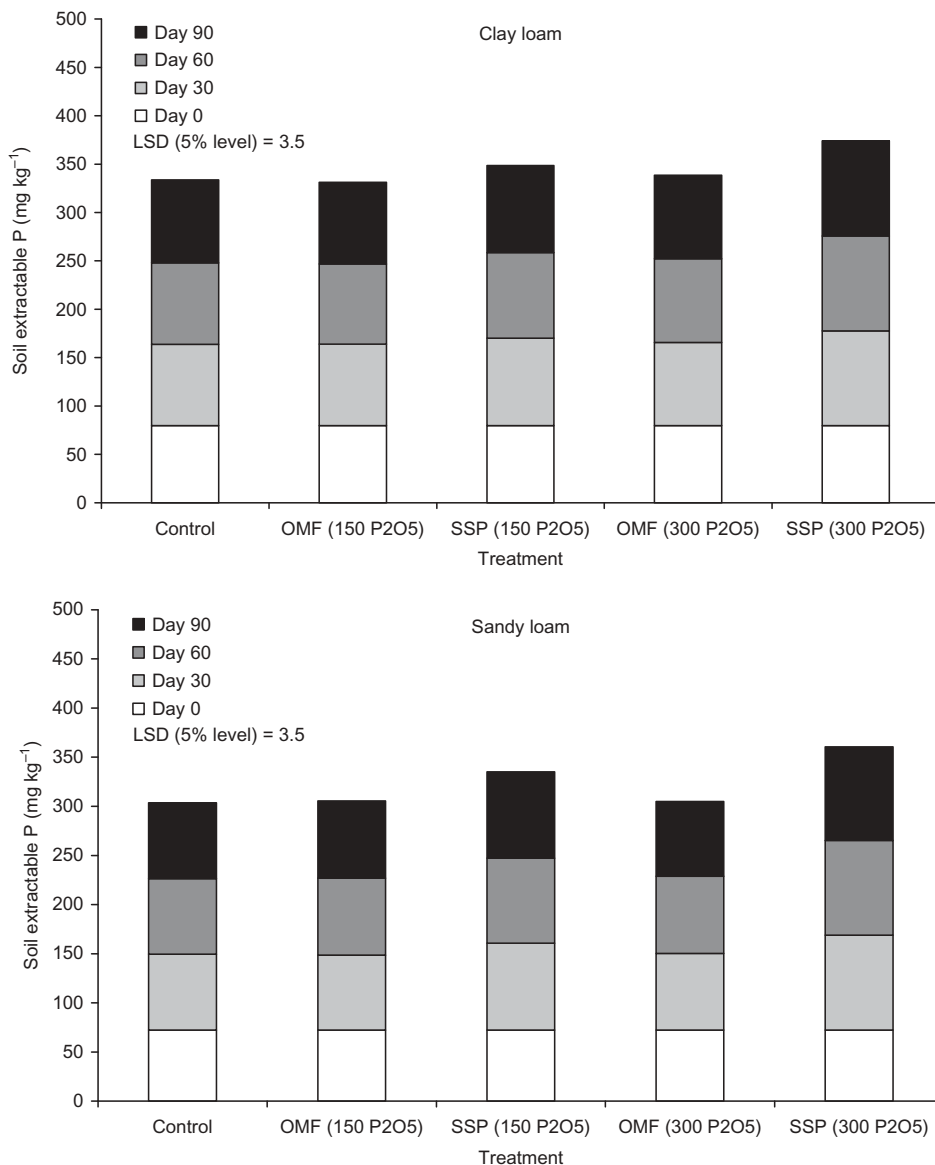 Clay loam
Day 90
Day 60
Day 30
Day 0
LSD (5% level) = 3.5
Soil extractable P (mg kg⁻¹)
500
450
400
350
300
250
200
150
100
50
0
Control OMF (150 P2O5) SSP (150 P2O5) OMF (300 P2O5) SSP (300 P2O5)
Treatment
Sandy loam
Day 90
Day 60
Day 30
Day 0
LSD (5% level) = 3.5
Soil extractable P (mg kg⁻¹)
500
450
400
350
300
250
200
150
100
50
0
Control OMF (150 P2O5) SSP (150 P2O5) OMF (300 P2O5) SSP (300 P2O5)
Treatment